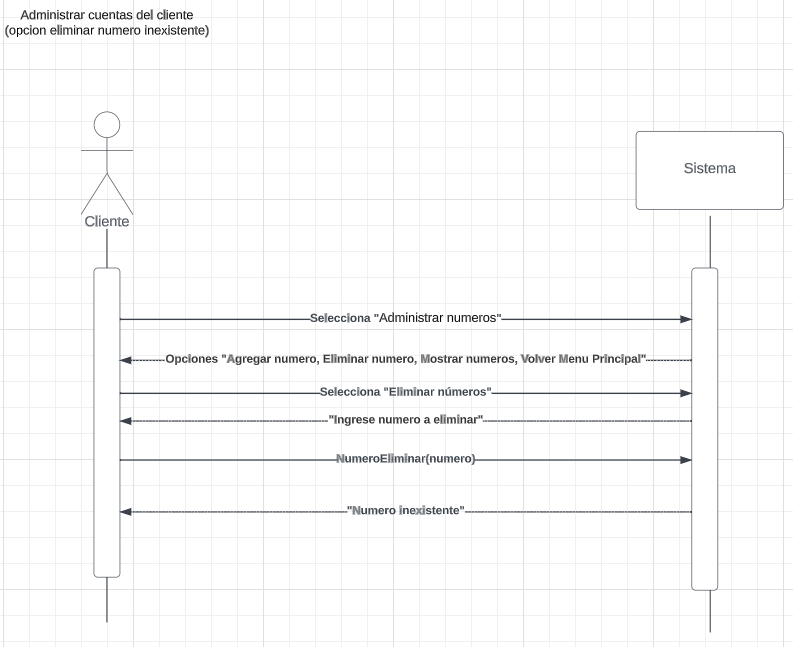 Administrar cuentas del cliente
(opcion eliminar numero inexistente)
Sistema
Cliente
Selecciona "Administrar numeros"
Opciones "Agregar numero, Eliminar numero, Mostrar numeros, Volver Menu Principal"
Selecciona "Eliminar números"
"Ingrese numero a eliminar"
NumeroEliminar(numero)
"Numero inexistente"